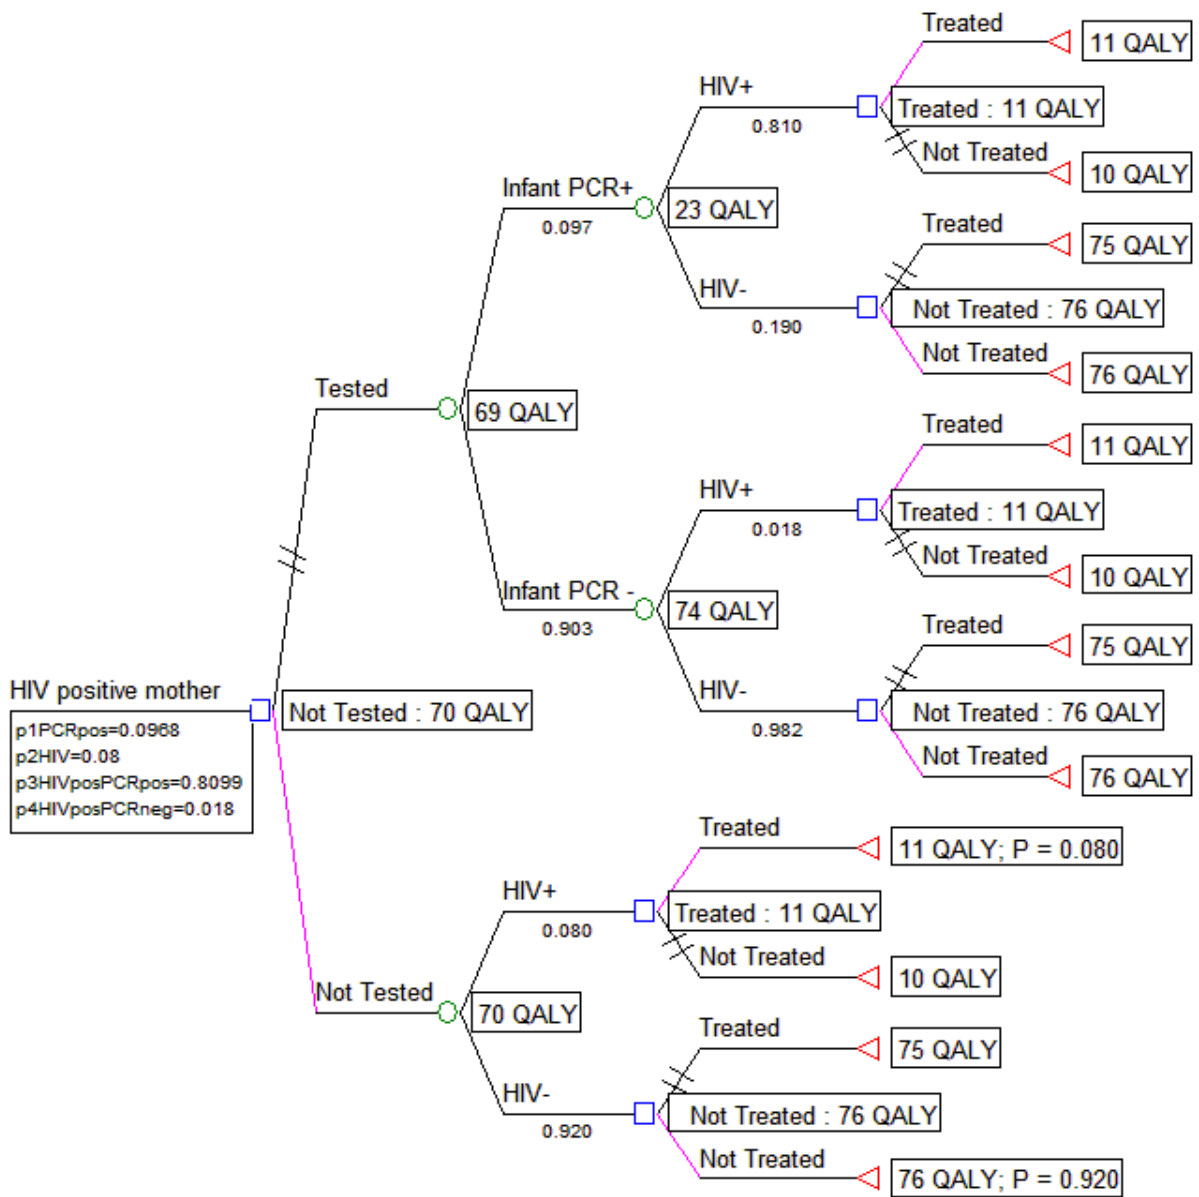 Treated
11 QALY
HIV+
0.810
Treated : 11 QALY
Not Treated
10 QALY
Infant PCR+
0.097
23 QALY
Treated
75 QALY
HIV-
0.190
Not Treated : 76 QALY
Not Treated
76 QALY
Tested
69 QALY
Treated
11 QALY
HIV+
0.018
Treated : 11 QALY
Not Treated
10 QALY
Infant PCR -
0.903
74 QALY
Treated
75 QALY
HIV-
0.982
Not Treated : 76 QALY
Not Treated
76 QALY
HIV positive mother
p1PCRpos=0.0968
p2HIV=0.08
p3HIVposPCRpos=0.8099
p4HIVposPCRneg=0.018
Not Tested : 70 QALY
Treated
11 QALY; P = 0.080
HIV+
0.080
Treated : 11 QALY
Not Treated
10 QALY
Not Tested
70 QALY
Treated
75 QALY
HIV-
0.920
Not Treated : 76 QALY
Not Treated
76 QALY; P = 0.920